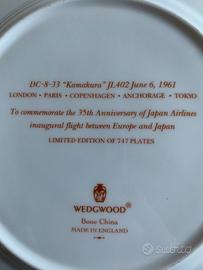 DC-8-33 "Kamakura" JL402 June 6, 1961
LONDON • PARIS • COPENHAGEN • ANCHORAGE • TOKYO
To commemorate the 35th Anniversary of Japan Airlines
inaugural flight between Europe and Japan
LIMITED EDITION OF 747 PLATES
WEDGWOOD®
Bone China
MADE IN ENGLAND
subito.it